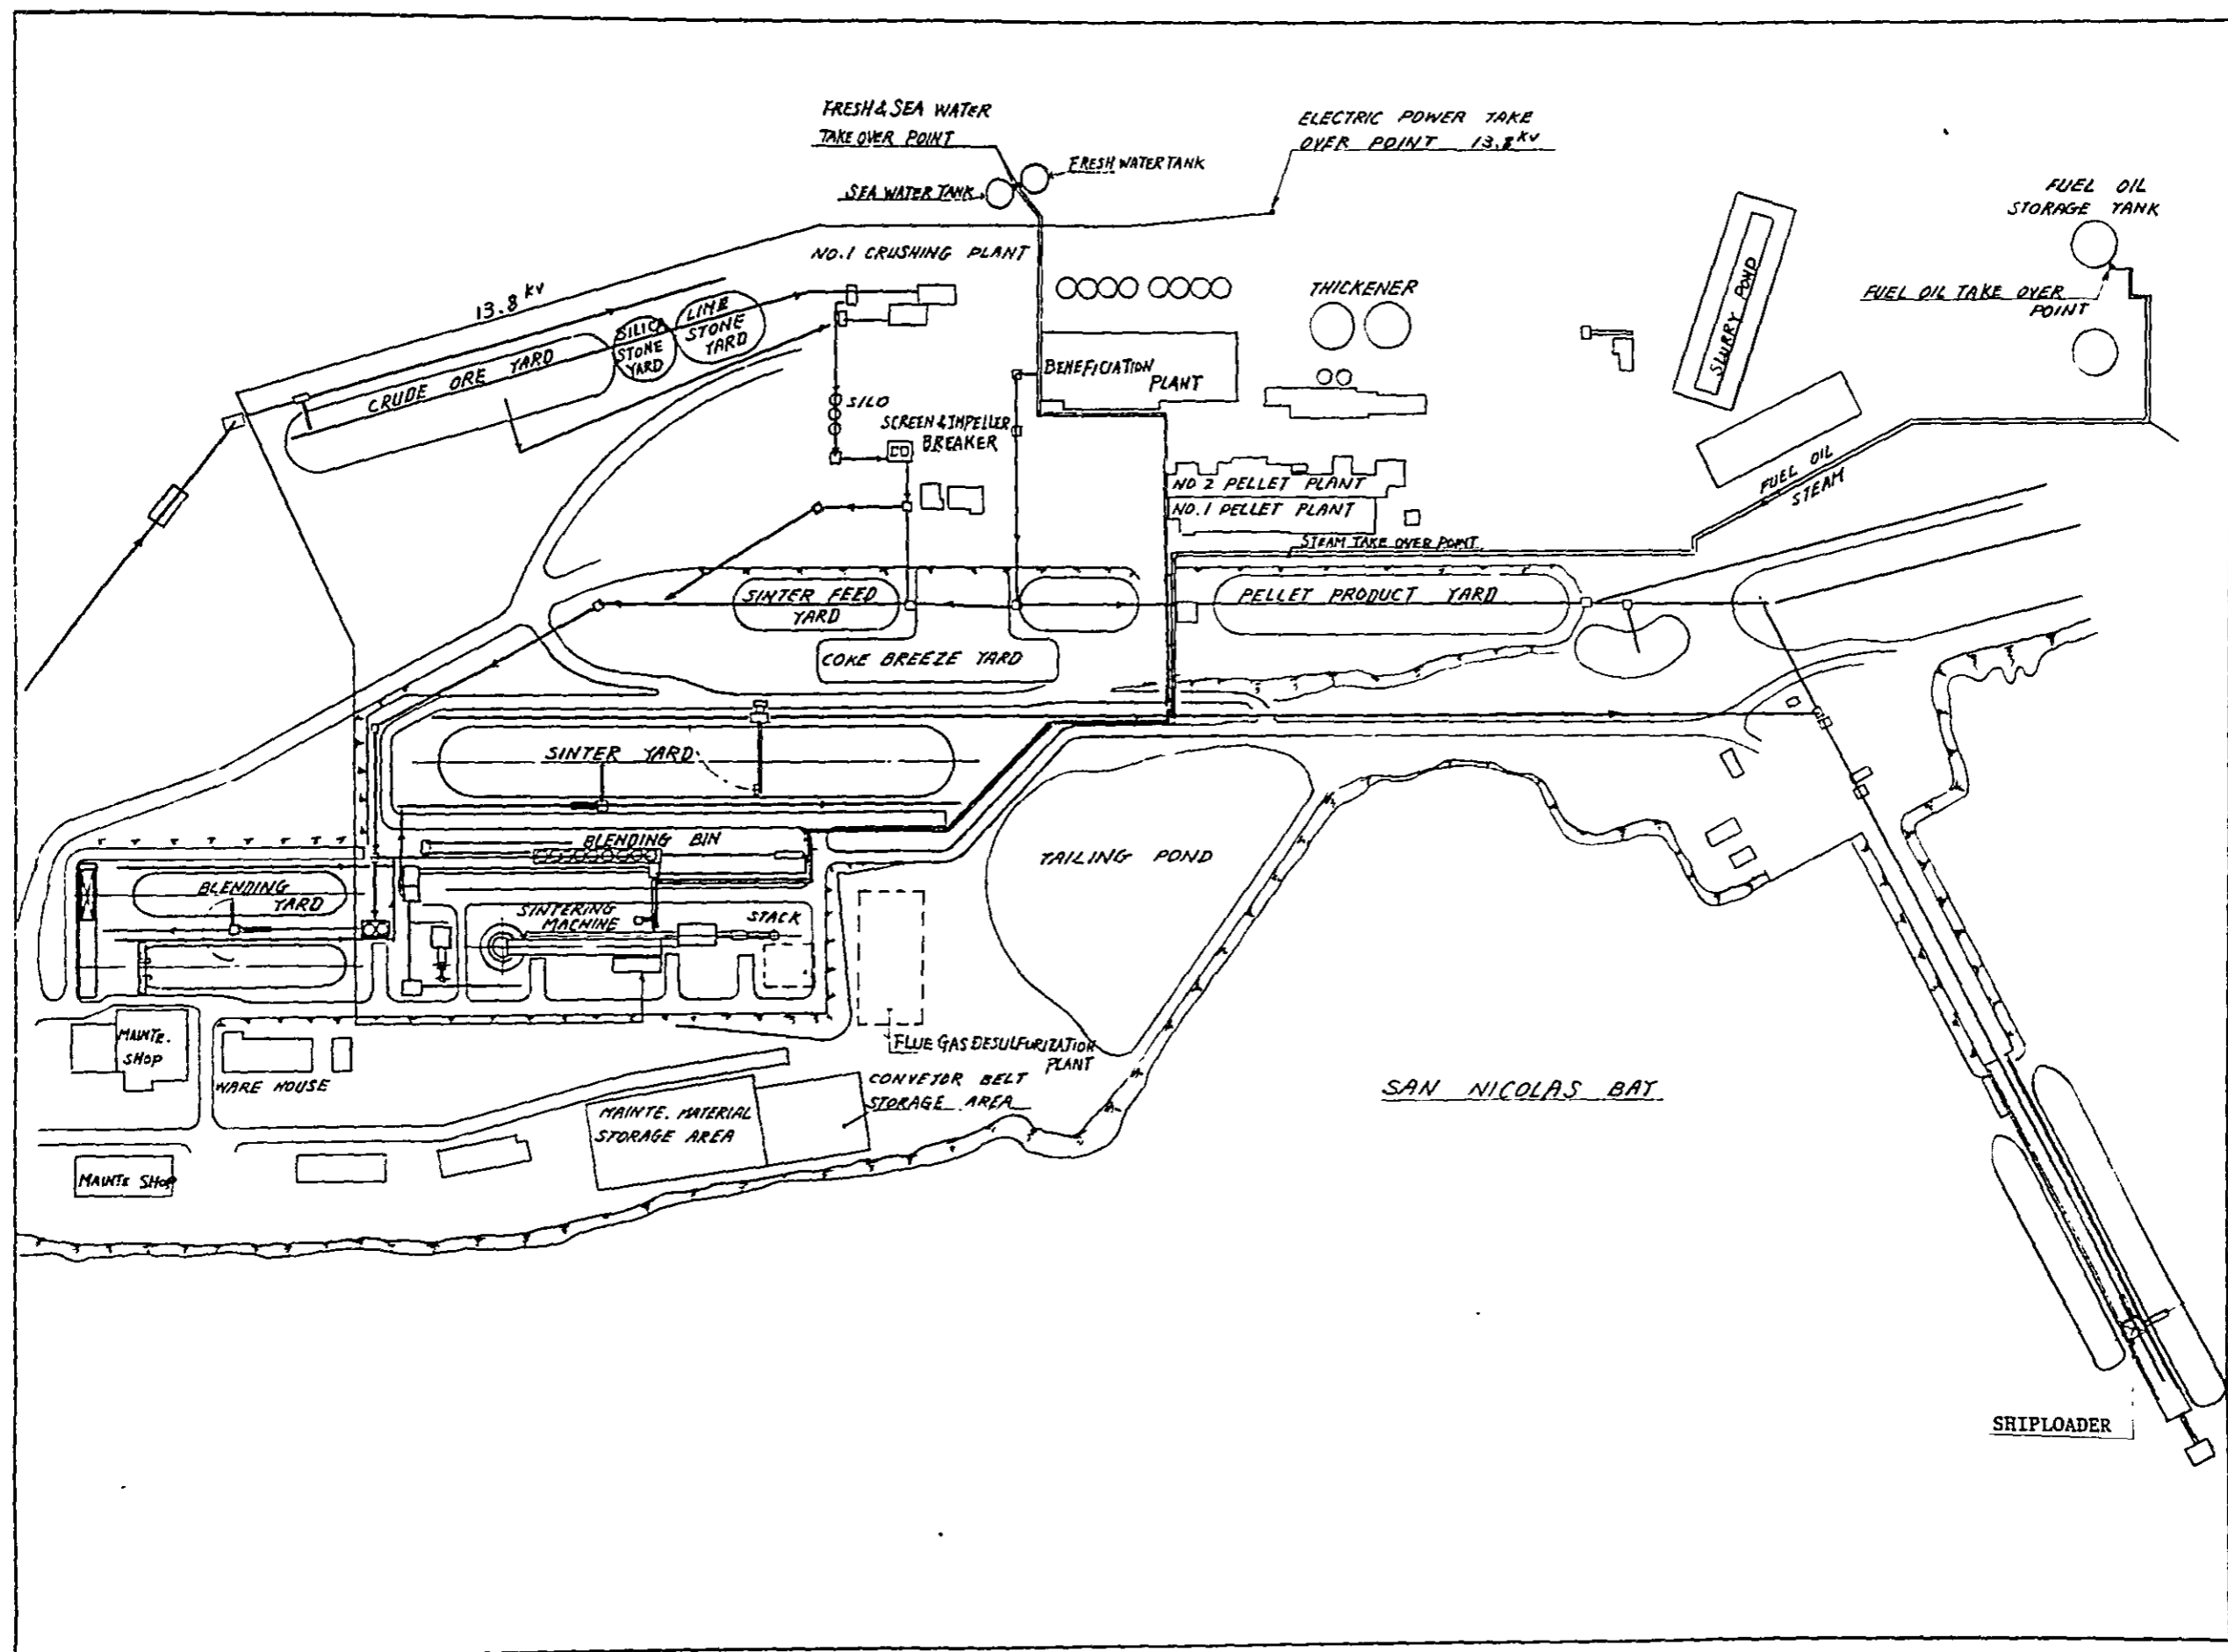 FRESH & SEA WATER
TAKE OVER POINT
FRESH WATER TANK
SEA WATER TANK
ELECTRIC POWER TAKE
OVER POINT 13.8 KV
FUEL OIL
STORAGE TANK
FUEL OIL TAKE OVER
POINT
NO.1 CRUSHING PLANT
13.8 KV
THICKENER
SLURRY POND
LIME
STONE
YARD
SILICA
STONE
YARD
CRUDE ORE YARD
BENEFICIATION
PLANT
SILO
SCREEN & IMPELLER
BREAKER
FUEL OIL
STEAM
NO 2 PELLET PLANT
NO.1 PELLET PLANT
STEAM TAKE OVER POINT
SINTER FEED
YARD
PELLET PRODUCT YARD
COKE BREEZE YARD
SINTER YARD
BLENDING BIN
TAILING POND
BLENDING
YARD
SINTERING
MACHINE
STACK
MAINTE.
SHOP
WARE HOUSE
FLUE GAS DESULFURIZATION
PLANT
CONVEYOR BELT
STORAGE AREA
MAINTE. MATERIAL
STORAGE AREA
SAN NICOLAS BAY
MAINTE SHOP
SHIPLOADER